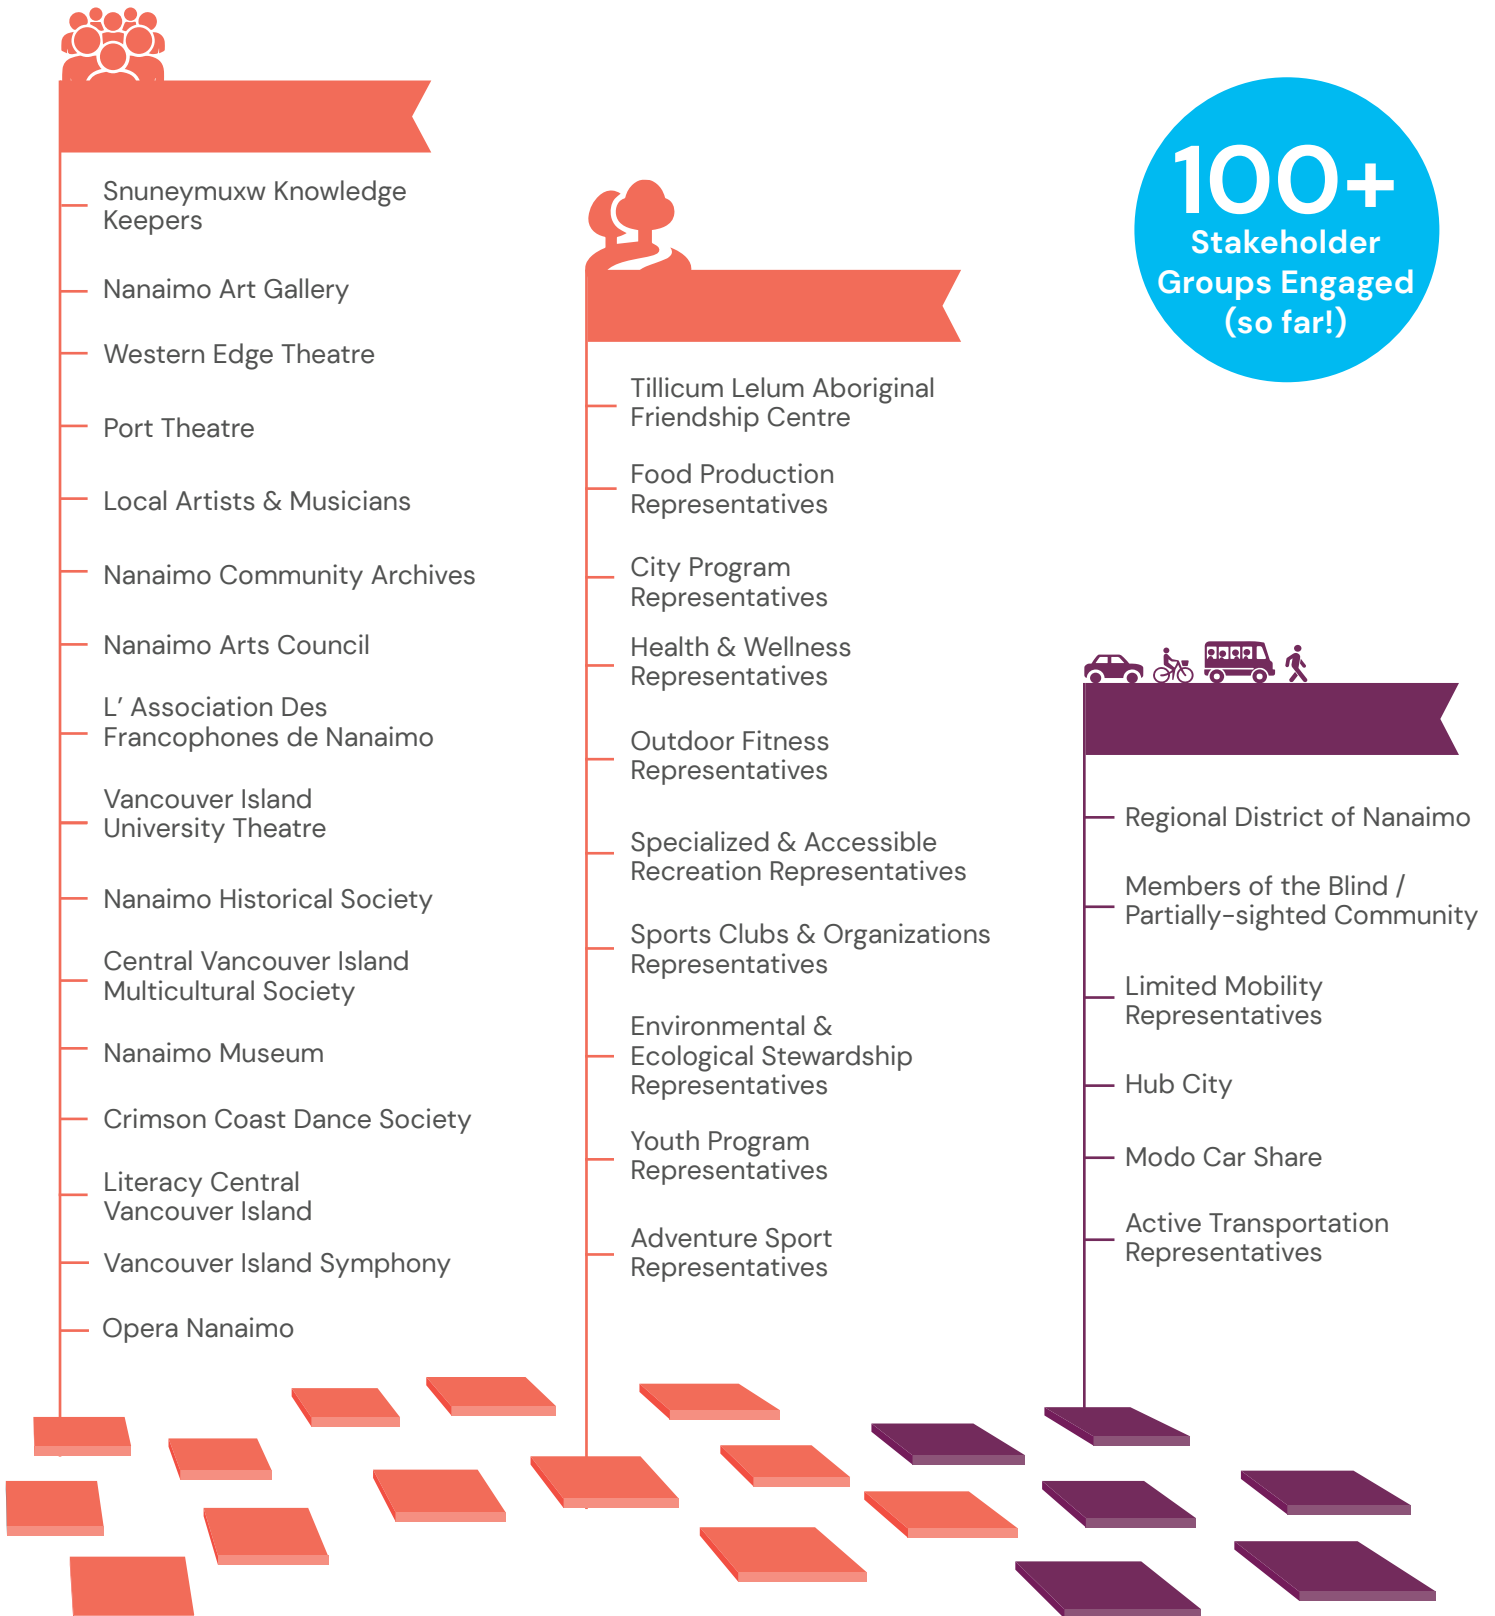 Snuneymuxw Knowledge
Keepers
Nanaimo Art Gallery
Western Edge Theatre
Port Theatre
Local Artists & Musicians
Nanaimo Community Archives
Nanaimo Arts Council
L’ Association Des
Francophones de Nanaimo
Vancouver Island
University Theatre
Nanaimo Historical Society
Central Vancouver Island
Multicultural Society
Nanaimo Museum
Crimson Coast Dance Society
Literacy Central
Vancouver Island
Vancouver Island Symphony
Opera Nanaimo
Tillicum Lelum Aboriginal
Friendship Centre
Food Production
Representatives
City Program
Representatives
Health & Wellness
Representatives
Outdoor Fitness
Representatives
Specialized & Accessible
Recreation Representatives
Sports Clubs & Organizations
Representatives
Environmental &
Ecological Stewardship
Representatives
Youth Program
Representatives
Adventure Sport
Representatives
100+
Stakeholder
Groups Engaged
(so far!)
Regional District of Nanaimo
Members of the Blind /
Partially-sighted Community
Limited Mobility
Representatives
Hub City
Modo Car Share
Active Transportation
Representatives